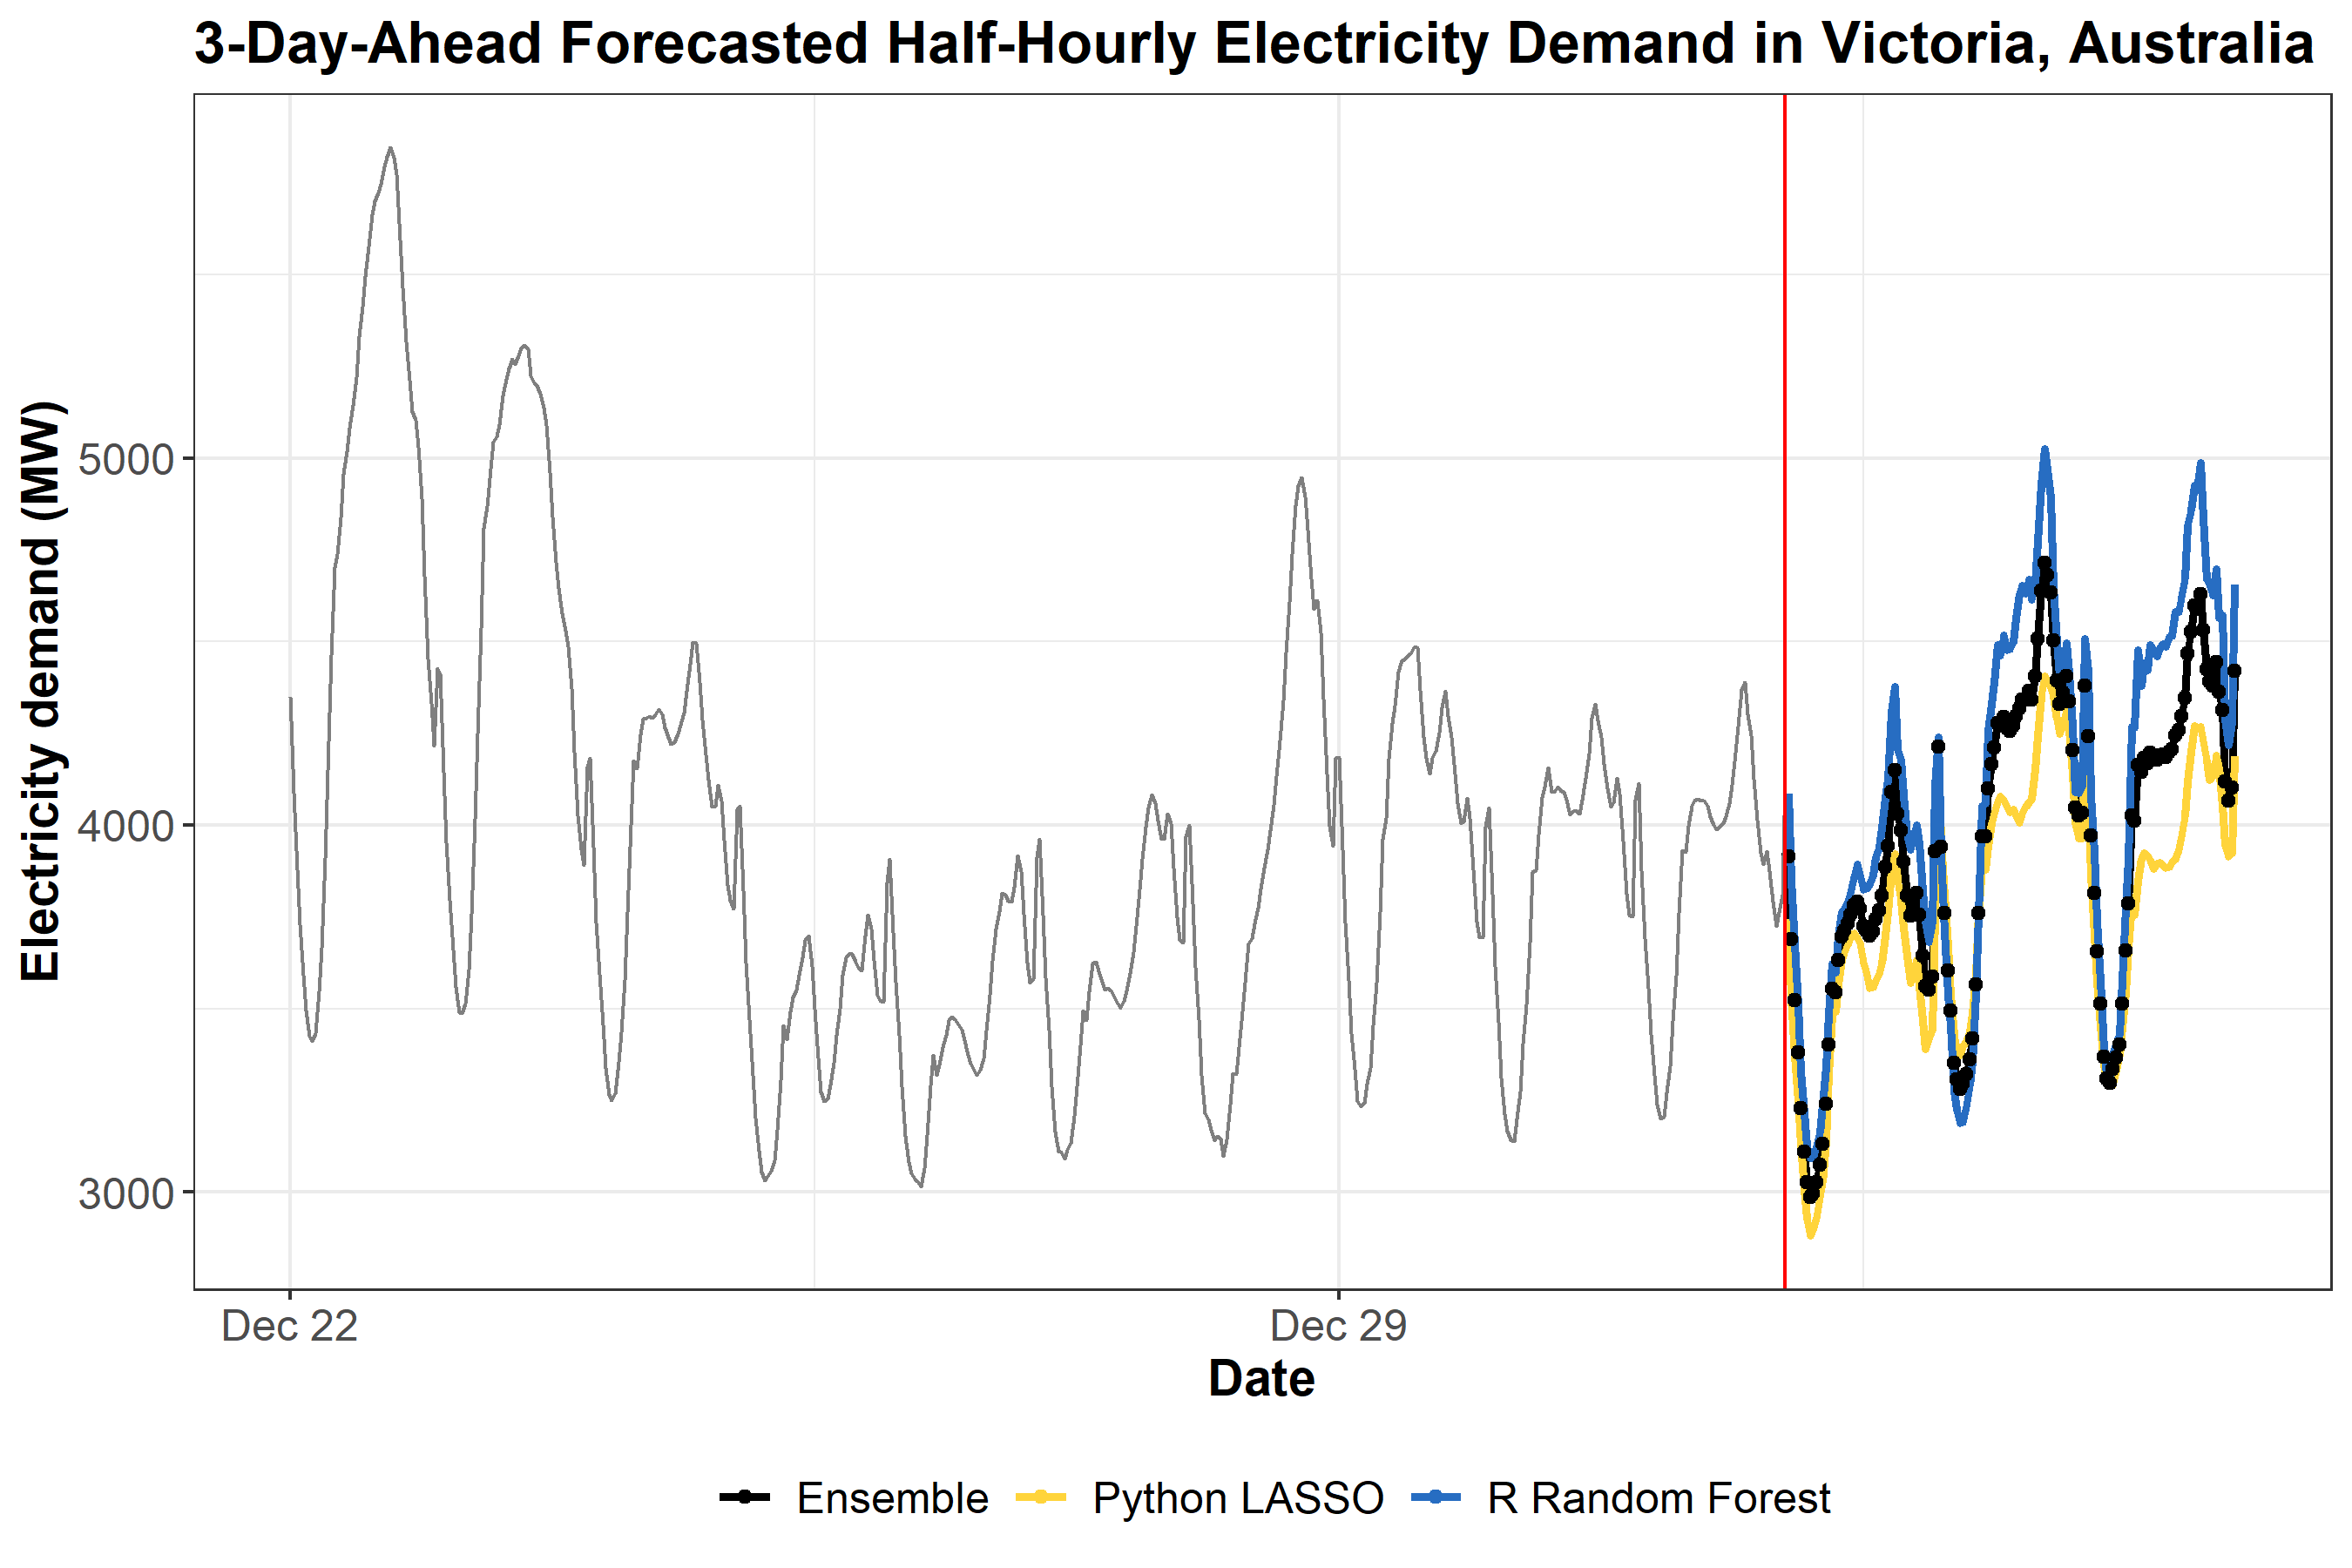 3-Day-Ahead Forecasted Half-Hourly Electricity Demand in Victoria, Australia
Electricity demand (MW)
5000
4000
3000
Dec 22
Dec 29
Date
Ensemble
Python LASSO
R Random Forest